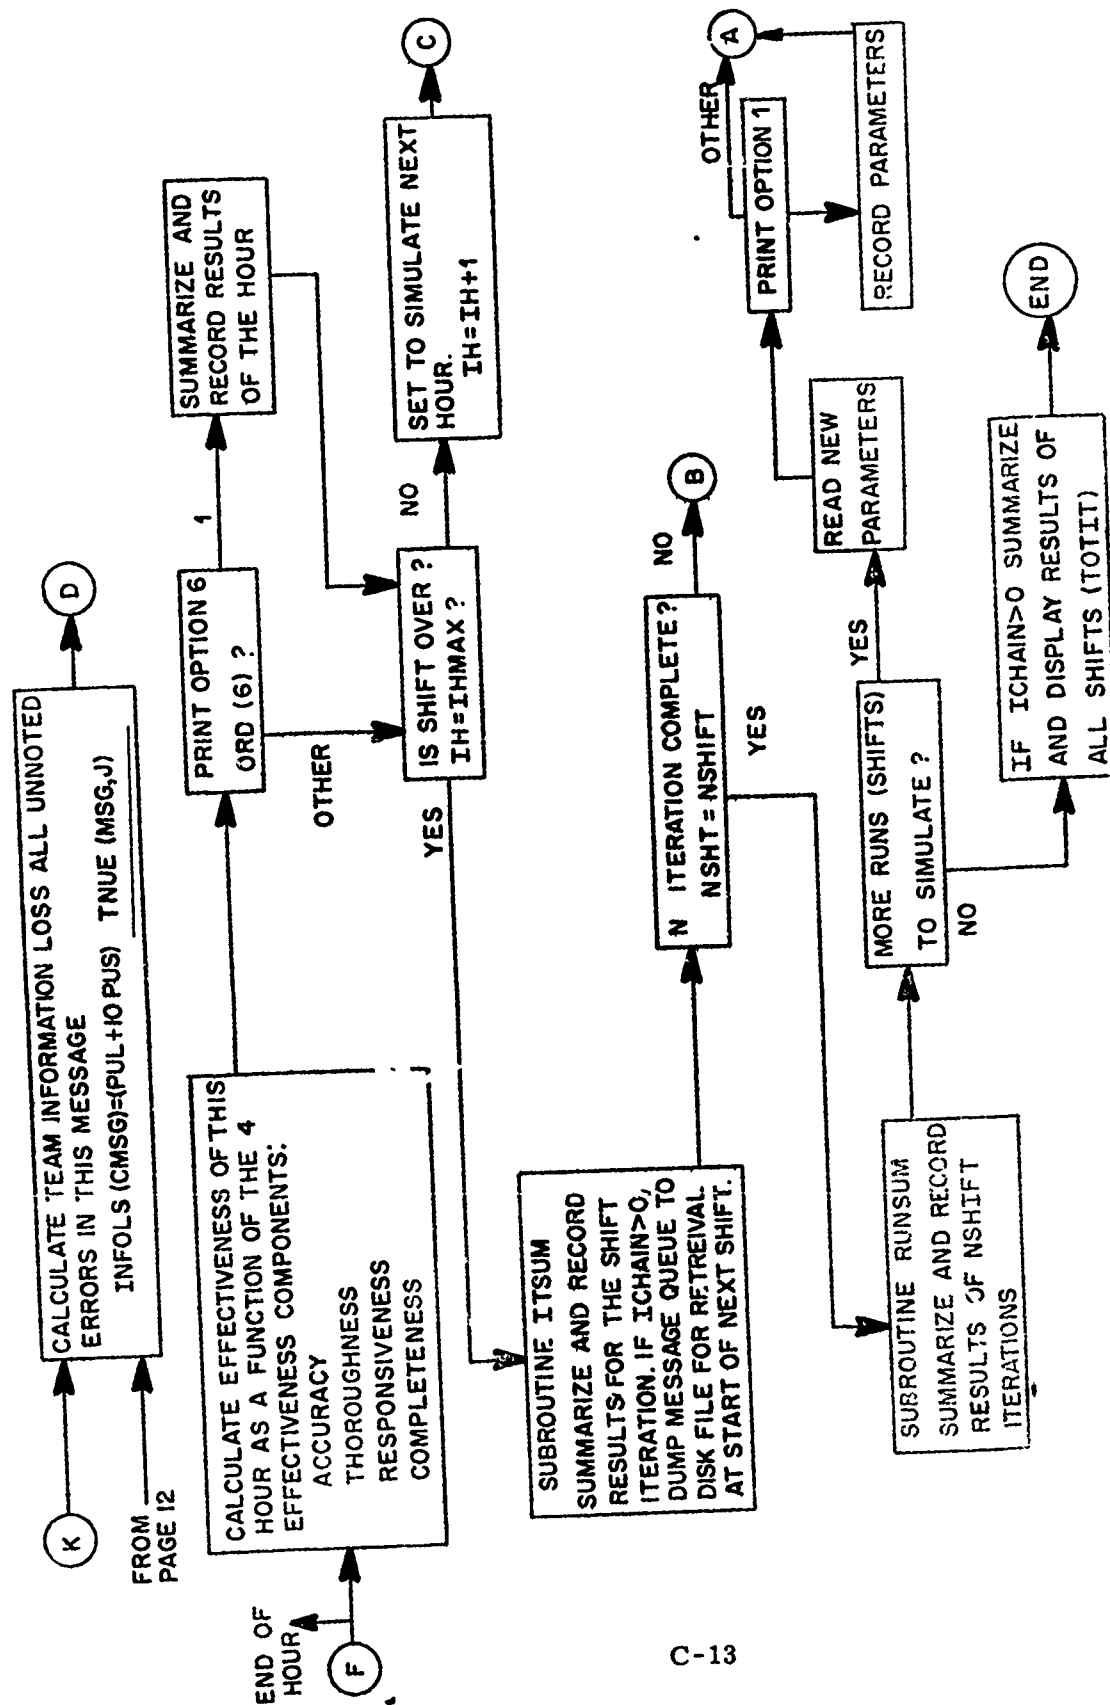 K
FROM
PAGE 12
CALCULATE TEAM INFORMATION LOSS ALL UNNOTED
ERRORS IN THIS MESSAGE
INFOLS (CMSG)=(PUL+10 PUS) TNUE (MSG,J)
D
END OF
HOUR
F
CALCULATE EFFECTIVENESS OF THIS
HOUR AS A FUNCTION OF THE 4
EFFECTIVENESS COMPONENTS:
ACCURACY
THOROUGHNESS
RESPONSIVENESS
COMPLETENESS
PRINT OPTION 6
ORD (6) ?
1
OTHER
SUMMARIZE AND
RECORD RESULTS
OF THE HOUR
IS SHIFT OVER ?
IH=IHMAX ?
NO
YES
SET TO SIMULATE NEXT
HOUR.
IH=IH+1
C
SUBROUTINE ITSUM
SUMMARIZE AND RECORD
RESULTS FOR THE SHIFT
ITERATION. IF ICHAIN>0,
DUMP MESSAGE QUEUE TO
DISK FILE FOR RETREIVAL
AT START OF NEXT SHIFT.
N ITERATION COMPLETE?
NSHT=NSHIFT
NO
YES
B
SUBROUTINE RUNSUM
SUMMARIZE AND RECORD
RESULTS OF NSHIFT
ITERATIONS
MORE RUNS (SHIFTS)
TO SIMULATE ?
YES
NO
READ NEW
PARAMETERS
PRINT OPTION 1
OTHER
A
RECORD PARAMETERS
IF ICHAIN>0 SUMMARIZE
AND DISPLAY RESULTS OF
ALL SHIFTS (TOTIT)
END
C-13